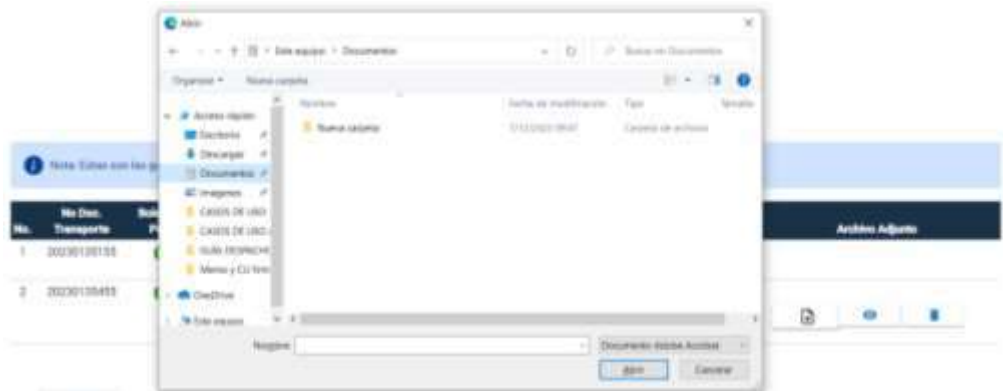 Abrir
Este equipo > Documentos
Buscar en Documentos
Organizar
Nueva carpeta
Nombre
Fecha de modificación
Tipo
Tamaño
Acceso rápido
Nueva carpeta
Carpeta de archivos
Escritorio
Descargas
Nota: Estas son las
Documentos
Imágenes
CASOS DE USO
CASOS DE USO
No.
No Doc. Transporte
Archivo Adjunto
GUÍA DESPACHO
1
20230135155
Memo y CU
2
20230135455
OneDrive
Este equipo
Nombre:
Documento Adobe Acrobat
Abrir
Cancelar